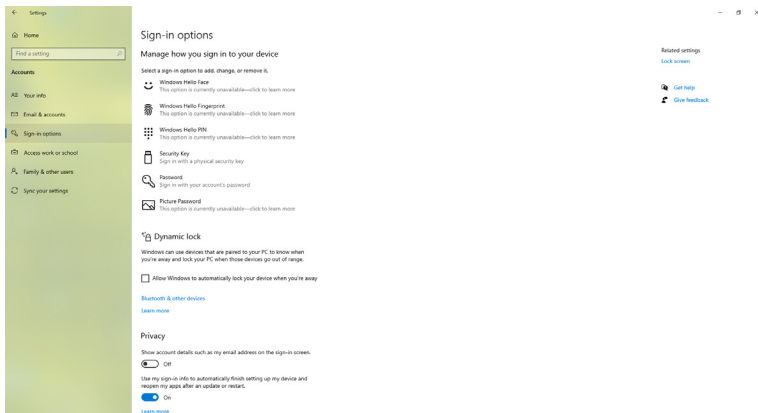 Settings
Home
Find a setting
Accounts
Your info
Email & accounts
Sign-in options
Access work or school
Family & other users
Sync your settings
Sign-in options
Manage how you sign in to your device
Select a sign-in option to add, change, or remove it.
Windows Hello Face
This option is currently unavailable—click to learn more
Windows Hello Fingerprint
This option is currently unavailable—click to learn more
Windows Hello PIN
This option is currently unavailable—click to learn more
Security Key
Sign in with a physical security key
Password
Sign in with your account's password
Picture Password
This option is currently unavailable—click to learn more
Dynamic lock
Windows can use devices that are paired to your PC to know when
you're away and lock your PC when those devices go out of range.
Allow Windows to automatically lock your device when you're away
Bluetooth & other devices
Learn more
Privacy
Show account details such as my email address on the sign-in screen.
Off
Use my sign-in info to automatically finish setting up my device and
reopen my apps after an update or restart.
On
Learn more
Related settings
Lock screen
Get help
Give feedback